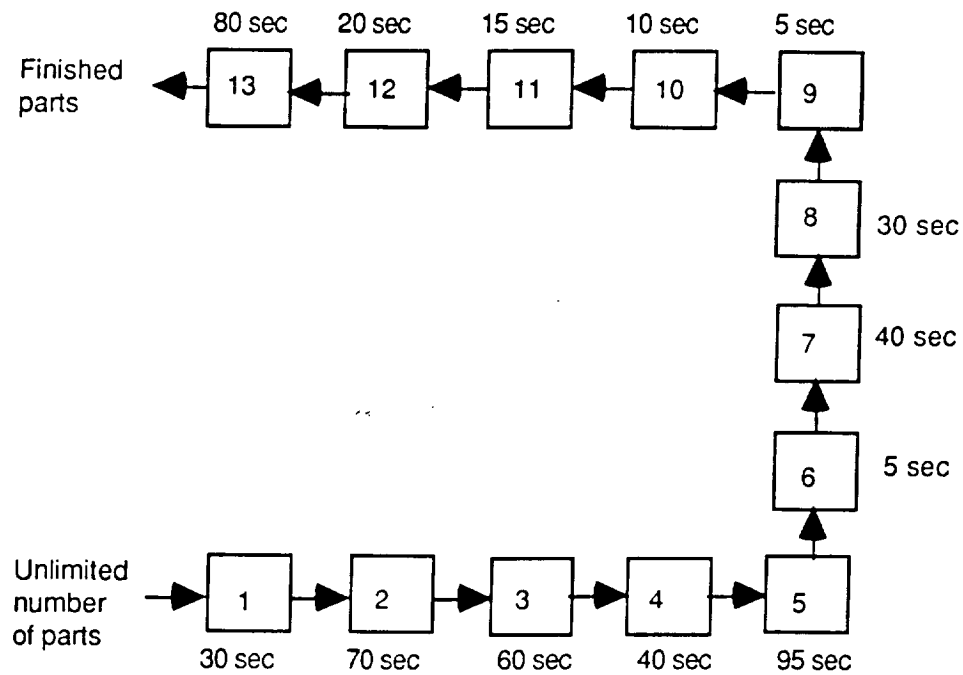 80 sec 20 sec 15 sec 10 sec 5 sec
Finished
parts
13 12 11 10 9
8 30 sec
7 40 sec
6 5 sec
Unlimited
number
of parts
1 2 3 4 5
30 sec 70 sec 60 sec 40 sec 95 sec